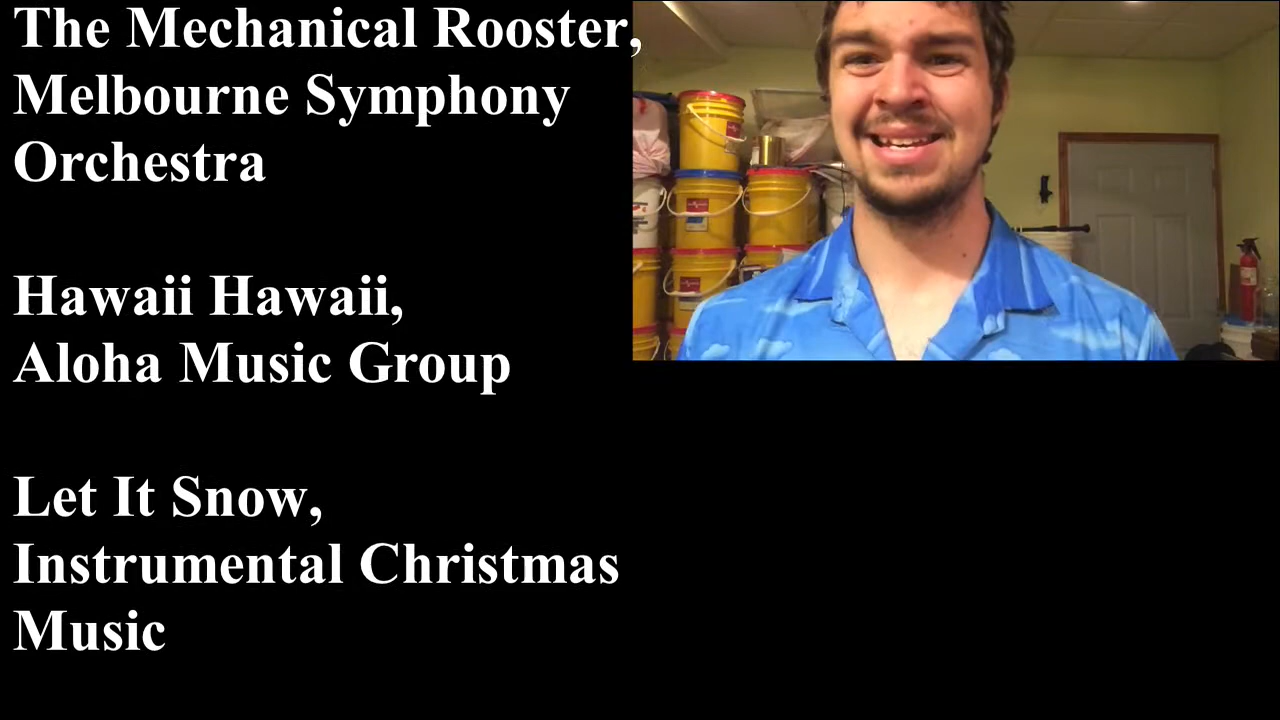 The Mechanical Rooster,
Melbourne Symphony
Orchestra
Hawaii Hawaii,
Aloha Music Group
Let It Snow,
Instrumental Christmas
Music